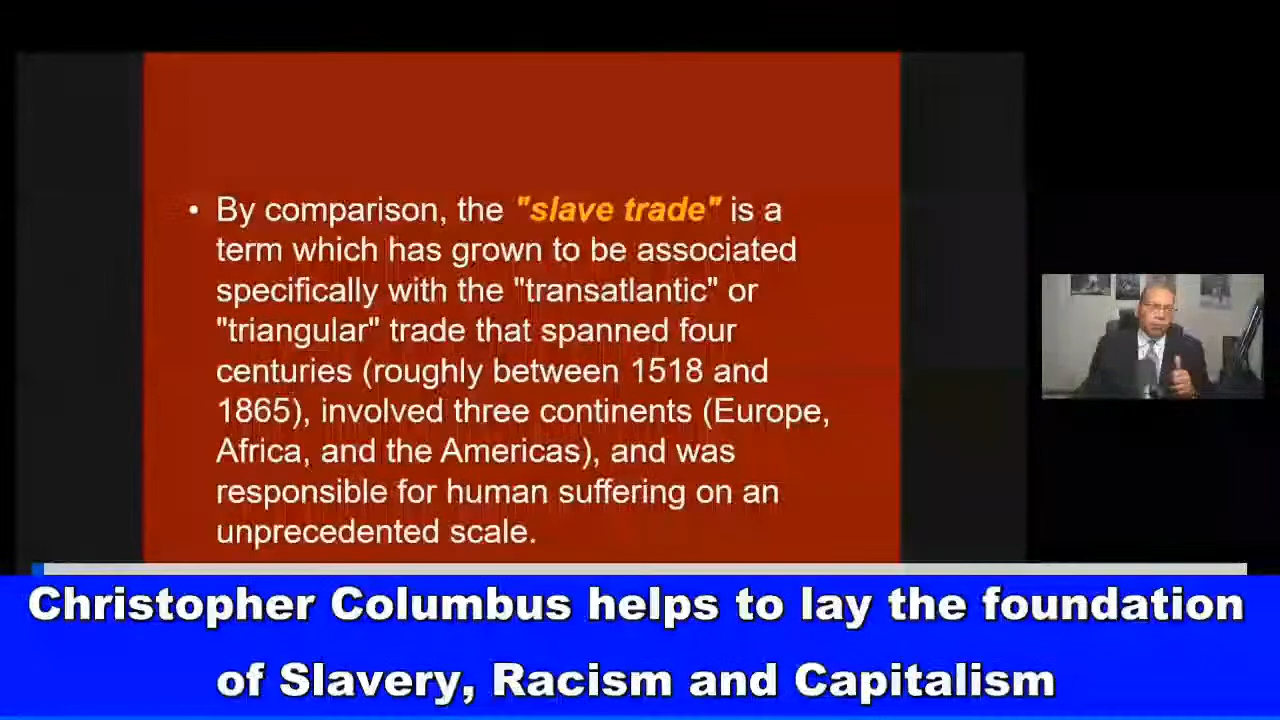 • By comparison, the "slave trade" is a
term which has grown to be associated
specifically with the "transatlantic" or
"triangular" trade that spanned four
centuries (roughly between 1518 and
1865), involved three continents (Europe,
Africa, and the Americas), and was
responsible for human suffering on an
unprecedented scale.
Christopher Columbus helps to lay the foundation
of Slavery, Racism and Capitalism